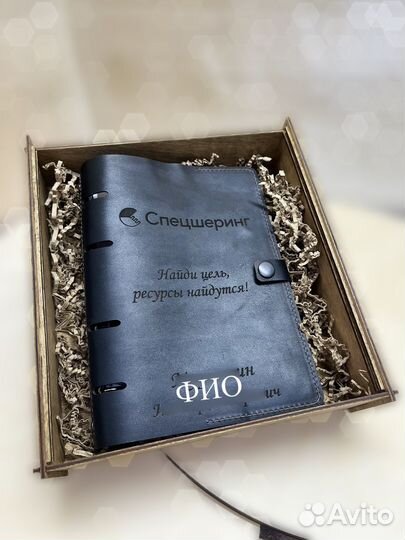 Спецшеринг
Найди цель,
ресурсы найдутся!
ФИО
Avito